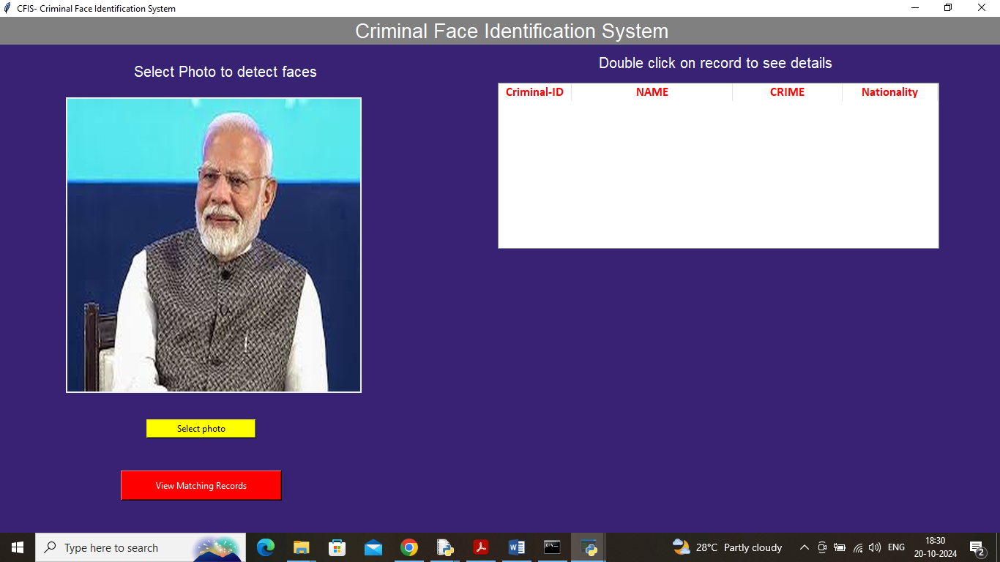 CFIS- Criminal Face Identification System
Criminal Face Identification System
Select Photo to detect faces
Double click on record to see details
Criminal-ID NAME CRIME Nationality
Select photo
View Matching Records
Type here to search
28°C Partly cloudy
ENG
18:30
20-10-2024
2